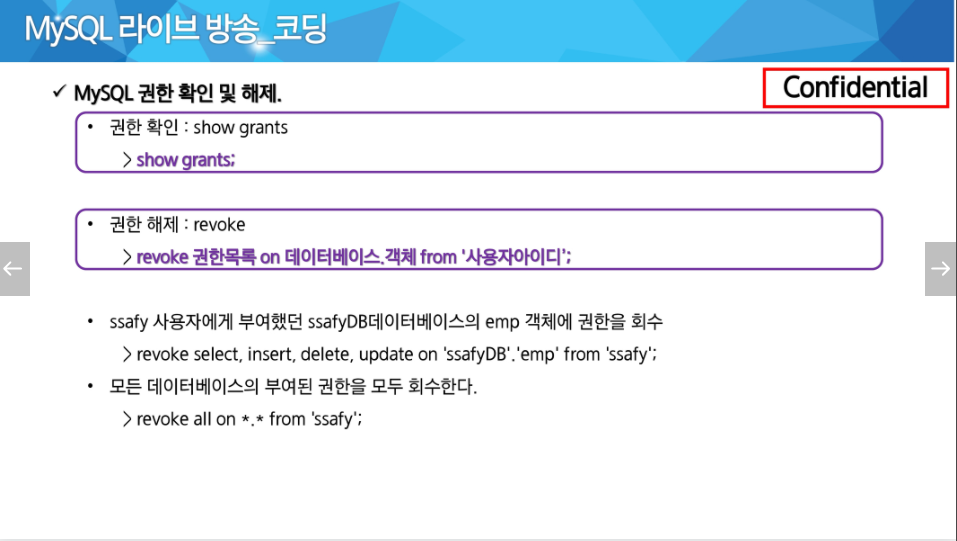 MySQL 라이브 방송_코딩
Confidential
✓ MySQL 권한 확인 및 해제.
• 권한 확인 : show grants
> show grants;
• 권한 해제 : revoke
> revoke 권한목록 on 데이터베이스.객체 from '사용자아이디';
• ssafy 사용자에게 부여했던 ssafyDB데이터베이스의 emp 객체에 권한을 회수
> revoke select, insert, delete, update on 'ssafyDB'.'emp' from 'ssafy';
• 모든 데이터베이스의 부여된 권한을 모두 회수한다.
> revoke all on *.* from 'ssafy';